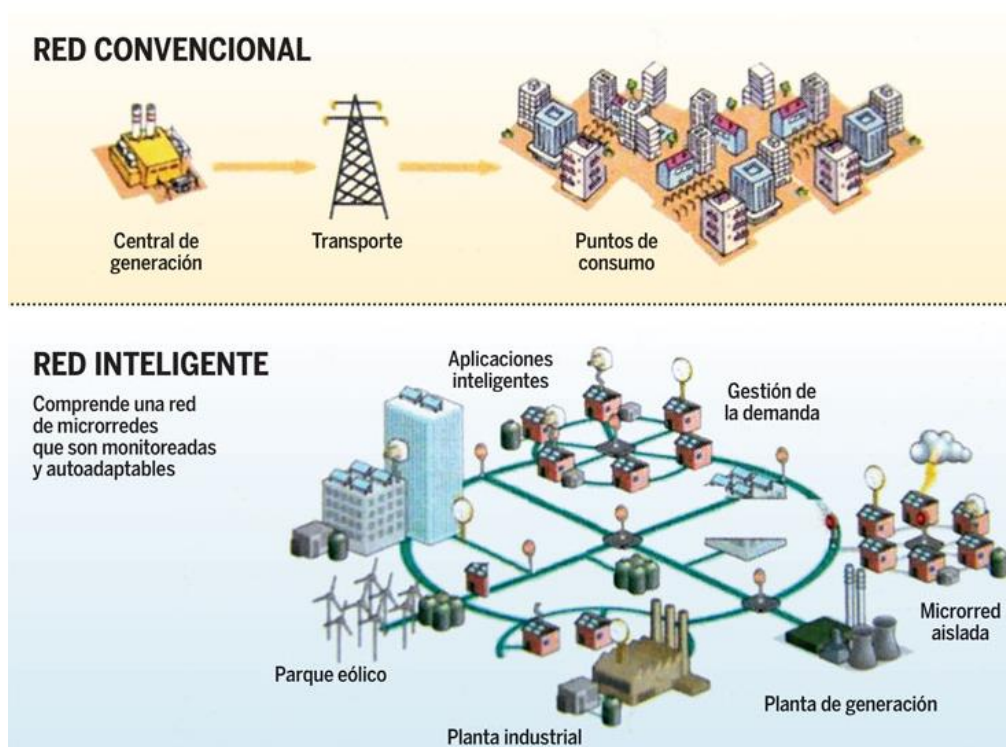 RED CONVENCIONAL
Central de
generación
Transporte
Puntos de
consumo
RED INTELIGENTE
Comprende una red
de microrredes
que son monitoreadas
y autoadaptables
Aplicaciones
inteligentes
Gestión de
la demanda
Microrred
aislada
Parque eólico
Planta de generación
Planta industrial